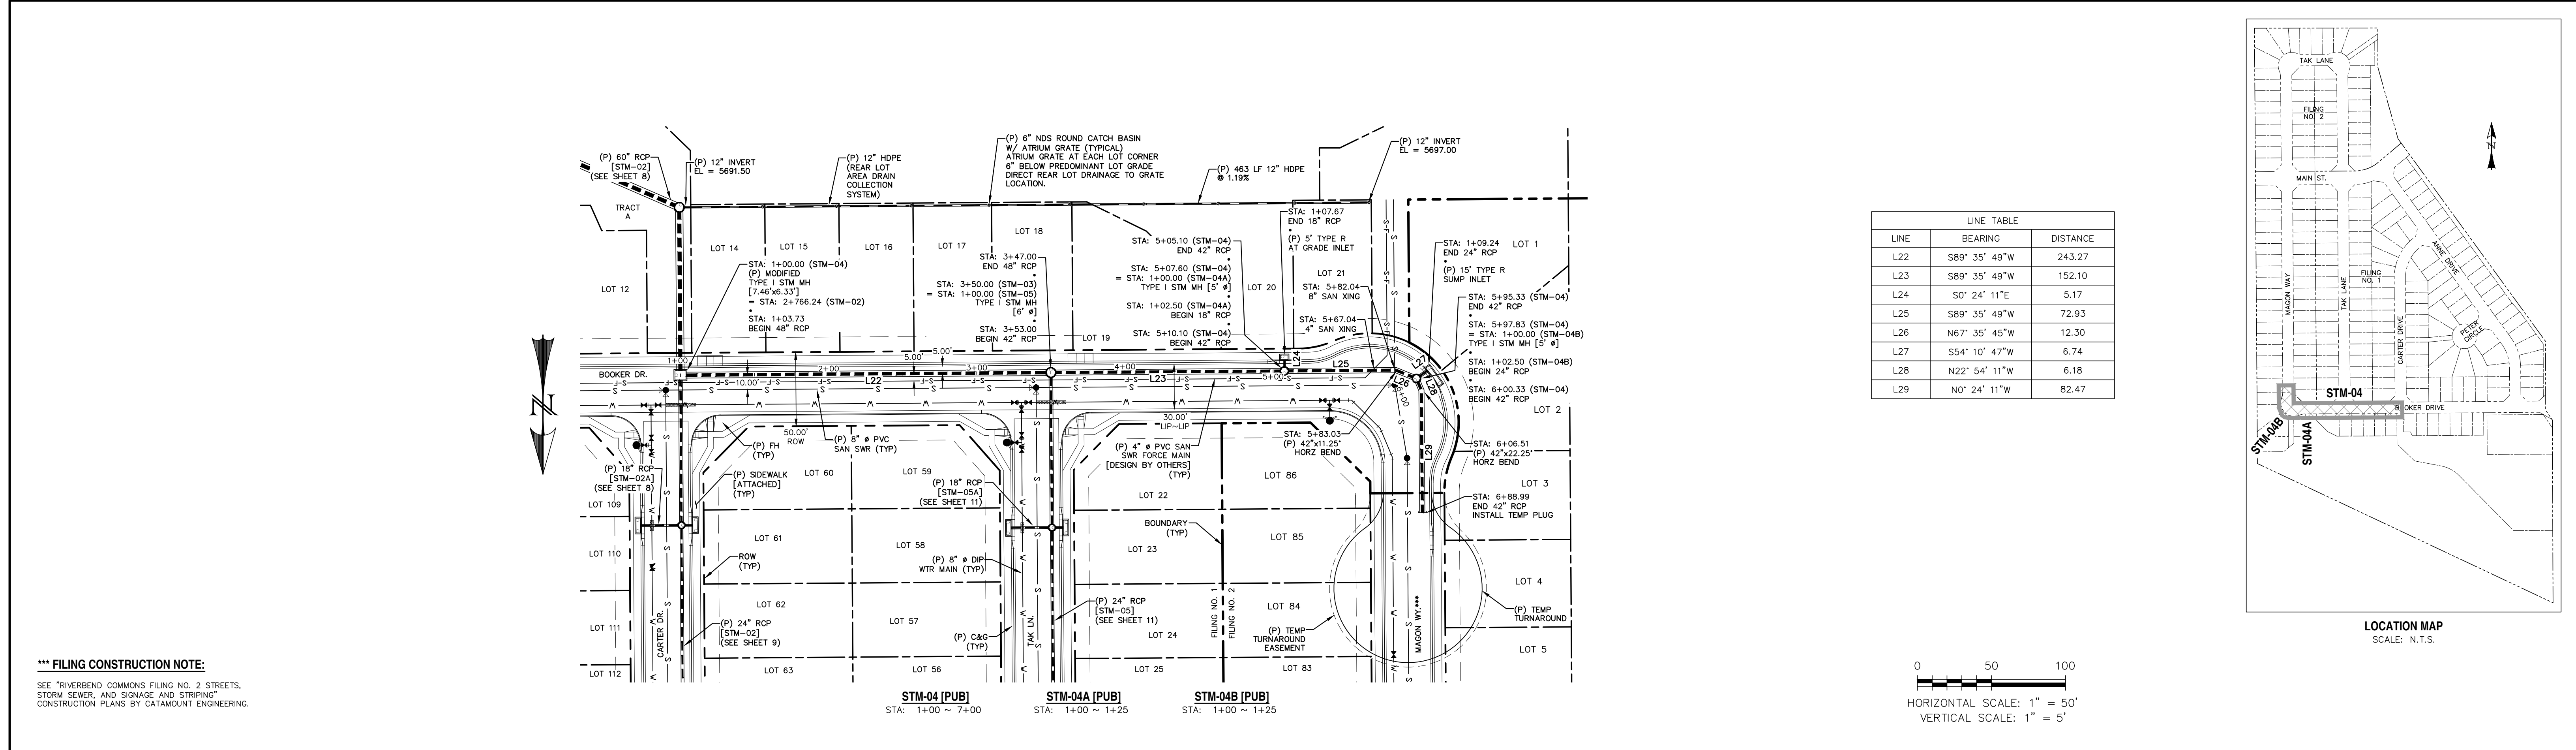 (P) 60" RCP
[STM-02]
(SEE SHEET 8)
(P) 12" INVERT
EL = 5691.50
(P) 12" HDPE
(REAR LOT
AREA DRAIN
COLLECTION
SYSTEM)
(P) 6" NDS ROUND CATCH BASIN
W/ ATRIUM GRATE (TYPICAL)
ATRIUM GRATE AT EACH LOT CORNER
6" BELOW PREDOMINANT LOT GRADE
DIRECT REAR LOT DRAINAGE TO GRATE
LOCATION.
(P) 463 LF 12" HDPE
@ 1.19%
(P) 12" INVERT
EL = 5697.00
TRACT
A
LOT 12
LOT 14
LOT 15
LOT 16
LOT 17
LOT 18
LOT 19
LOT 20
LOT 21
LOT 1
LOT 2
LOT 3
LOT 4
LOT 5
STA: 1+00.00 (STM-04)
(P) MODIFIED
TYPE I STM MH
[7.46'x6.33']
= STA: 2+766.24 (STM-02)
•
STA: 1+03.73
BEGIN 48" RCP
STA: 3+47.00
END 48" RCP
•
STA: 3+50.00 (STM-03)
= STA: 1+00.00 (STM-05)
TYPE I STM MH
[6' ø]
•
STA: 3+53.00
BEGIN 42" RCP
STA: 5+05.10 (STM-04)
END 42" RCP
•
STA: 5+07.60 (STM-04)
= STA: 1+00.00 (STM-04A)
TYPE I STM MH [5' ø]
•
STA: 1+02.50 (STM-04A)
BEGIN 18" RCP
•
STA: 5+10.10 (STM-04)
BEGIN 42" RCP
STA: 1+07.67
END 18" RCP
•
(P) 5' TYPE R
AT GRADE INLET
STA: 5+82.04
8" SAN XING
STA: 5+67.04
4" SAN XING
STA: 1+09.24
END 24" RCP
•
(P) 15' TYPE R
SUMP INLET
STA: 5+95.33 (STM-04)
END 42" RCP
•
STA: 5+97.83 (STM-04)
= STA: 1+00.00 (STM-04B)
TYPE I STM MH [5' ø]
•
STA: 1+02.50 (STM-04B)
BEGIN 24" RCP
•
STA: 6+00.33 (STM-04)
BEGIN 42" RCP
BOOKER DR.
1+00
2+00
3+00
4+00
5+00
6+00
10.00'
5.00'
5.00'
L22
L23
L24
L25
L26
L27
L28
L29
50.00'
ROW
30.00'
LIP~LIP
(P) FH
(TYP)
(P) 8" ø PVC
SAN SWR (TYP)
(P) 4" ø PVC SAN
SWR FORCE MAIN
[DESIGN BY OTHERS]
(TYP)
STA: 5+83.03
(P) 42"x11.25°
HORZ BEND
STA: 6+06.51
(P) 42"x22.25°
HORZ BEND
STA: 6+88.99
END 42" RCP
INSTALL TEMP PLUG
(P) 18" RCP
[STM-02A]
(SEE SHEET 8)
(P) SIDEWALK
[ATTACHED]
(TYP)
(P) 18" RCP
[STM-05A]
(SEE SHEET 11)
BOUNDARY
(TYP)
ROW
(TYP)
(P) 8" ø DIP
WTR MAIN (TYP)
(P) 24" RCP
[STM-02]
(SEE SHEET 9)
(P) C&G
(TYP)
(P) 24" RCP
[STM-05]
(SEE SHEET 11)
(P) TEMP
TURNAROUND
EASEMENT
(P) TEMP
TURNAROUND
LOT 109
LOT 110
LOT 111
LOT 112
LOT 60
LOT 61
LOT 62
LOT 63
LOT 59
LOT 58
LOT 57
LOT 56
LOT 22
LOT 23
LOT 24
LOT 25
LOT 86
LOT 85
LOT 84
LOT 83
CARTER DR.
TAK LN.
FILING NO. 1
FILING NO. 2
MAGON WY.***
N
STM-04 [PUB]
STA: 1+00 ~ 7+00
STM-04A [PUB]
STA: 1+00 ~ 1+25
STM-04B [PUB]
STA: 1+00 ~ 1+25
*** FILING CONSTRUCTION NOTE:
SEE "RIVERBEND COMMONS FILING NO. 2 STREETS,
STORM SEWER, AND SIGNAGE AND STRIPING"
CONSTRUCTION PLANS BY CATAMOUNT ENGINEERING.
LINE TABLE
LINE BEARING DISTANCE
L22 S89° 35' 49"W 243.27
L23 S89° 35' 49"W 152.10
L24 S0° 24' 11"E 5.17
L25 S89° 35' 49"W 72.93
L26 N67° 35' 45"W 12.30
L27 S54° 10' 47"W 6.74
L28 N22° 54' 11"W 6.18
L29 N0° 24' 11"W 82.47
0 50 100
HORIZONTAL SCALE: 1" = 50'
VERTICAL SCALE: 1" = 5'
TAK LANE
FILING
NO. 2
N
MAIN ST.
ANNE DRIVE
MAGON WAY
TAK LANE
FILING
NO. 1
CARTER DRIVE
PETER
CIRCLE
STM-04
BOOKER DRIVE
STM-04B
STM-04A
LOCATION MAP
SCALE: N.T.S.